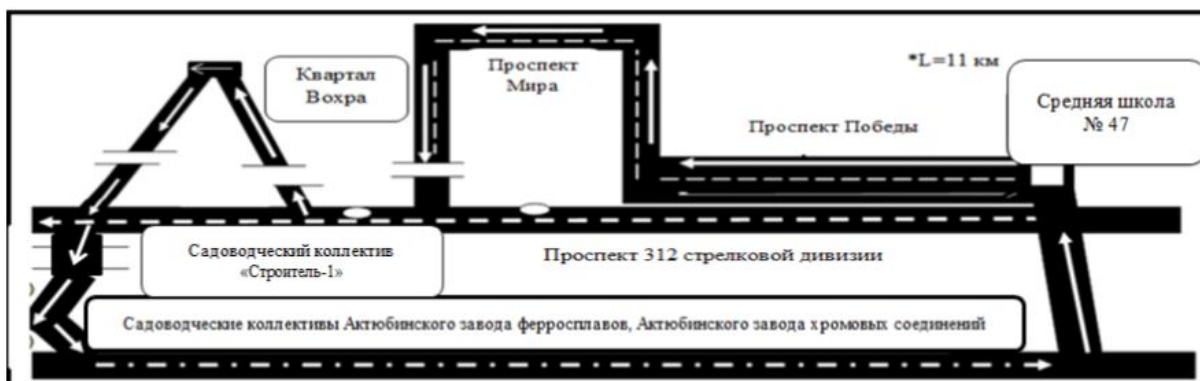 Квартал
Вохра
Проспект
Мира
*L=11 км
Проспект Победы
Средняя школа
№ 47
Садоводческий коллектив
«Строитель-1»
Проспект 312 стрелковой дивизии
Садоводческие коллективы Актюбинского завода ферросплавов, Актюбинского завода хромовых соединений